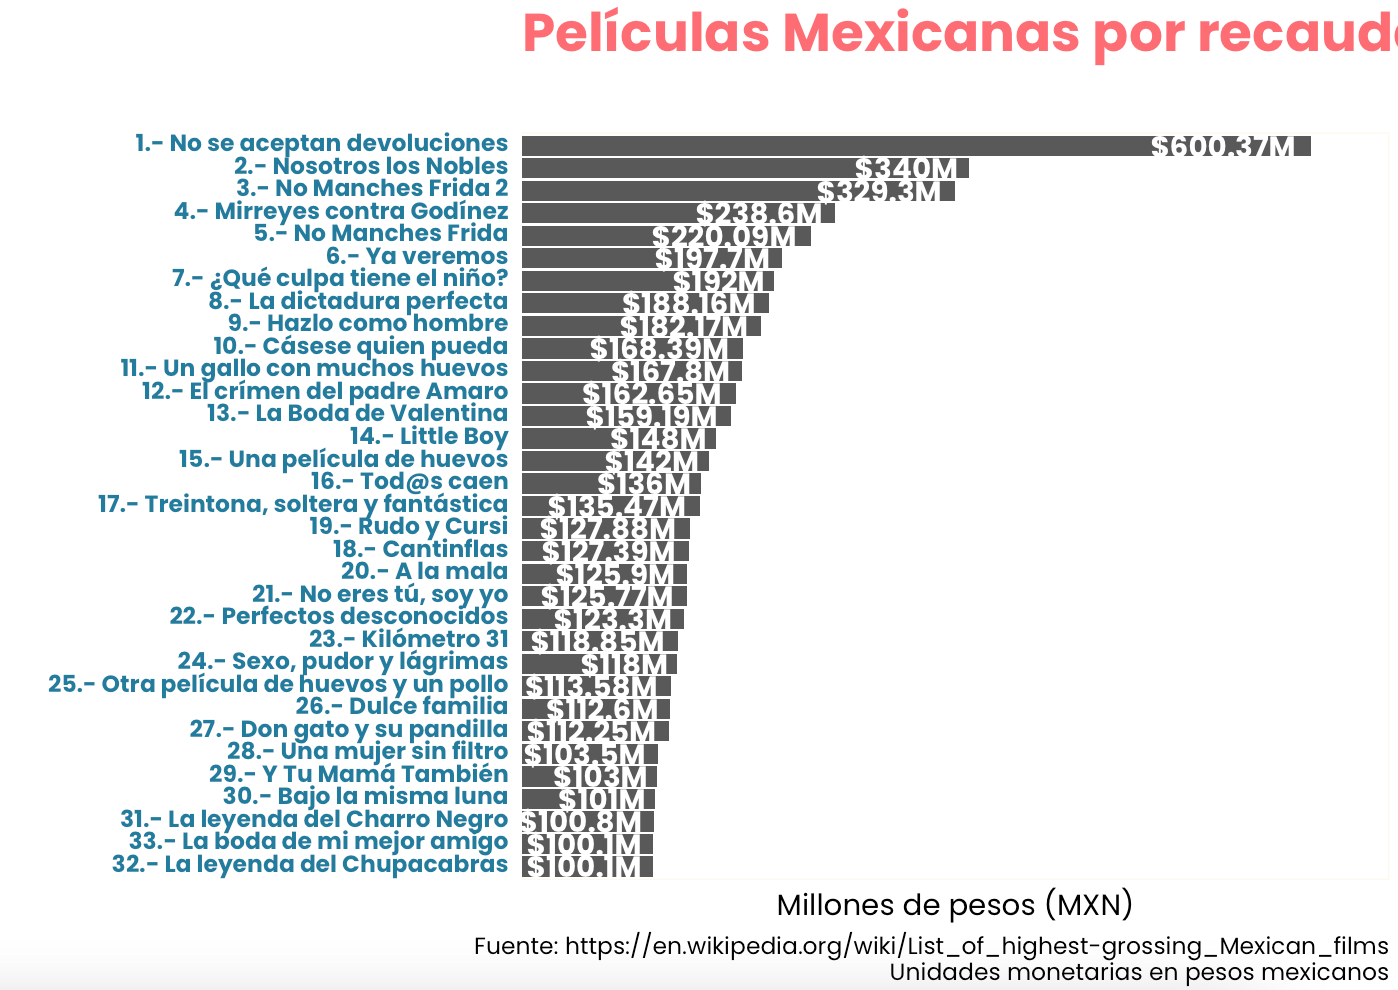 Películas Mexicanas por recaud
1.- No se aceptan devoluciones $600.37M
2.- Nosotros los Nobles $340M
3.- No Manches Frida 2 $329.3M
4.- Mirreyes contra Godínez $238.6M
5.- No Manches Frida $220.09M
6.- Ya veremos $197.7M
7.- ¿Qué culpa tiene el niño? $192M
8.- La dictadura perfecta $188.16M
9.- Hazlo como hombre $182.17M
10.- Cásese quien pueda $168.39M
11.- Un gallo con muchos huevos $167.8M
12.- El crímen del padre Amaro $162.65M
13.- La Boda de Valentina $159.19M
14.- Little Boy $148M
15.- Una película de huevos $142M
16.- Tod@s caen $136M
17.- Treintona, soltera y fantástica $135.47M
19.- Rudo y Cursi $127.88M
18.- Cantinflas $127.39M
20.- A la mala $125.9M
21.- No eres tú, soy yo $125.77M
22.- Perfectos desconocidos $123.3M
23.- Kilómetro 31 $118.85M
24.- Sexo, pudor y lágrimas $118M
25.- Otra película de huevos y un pollo $113.58M
26.- Dulce familia $112.6M
27.- Don gato y su pandilla $112.25M
28.- Una mujer sin filtro $103.5M
29.- Y Tu Mamá También $103M
30.- Bajo la misma luna $101M
31.- La leyenda del Charro Negro $100.8M
33.- La boda de mi mejor amigo $100.1M
32.- La leyenda del Chupacabras $100.1M
Millones de pesos (MXN)
Fuente: https://en.wikipedia.org/wiki/List_of_highest-grossing_Mexican_films
Unidades monetarias en pesos mexicanos